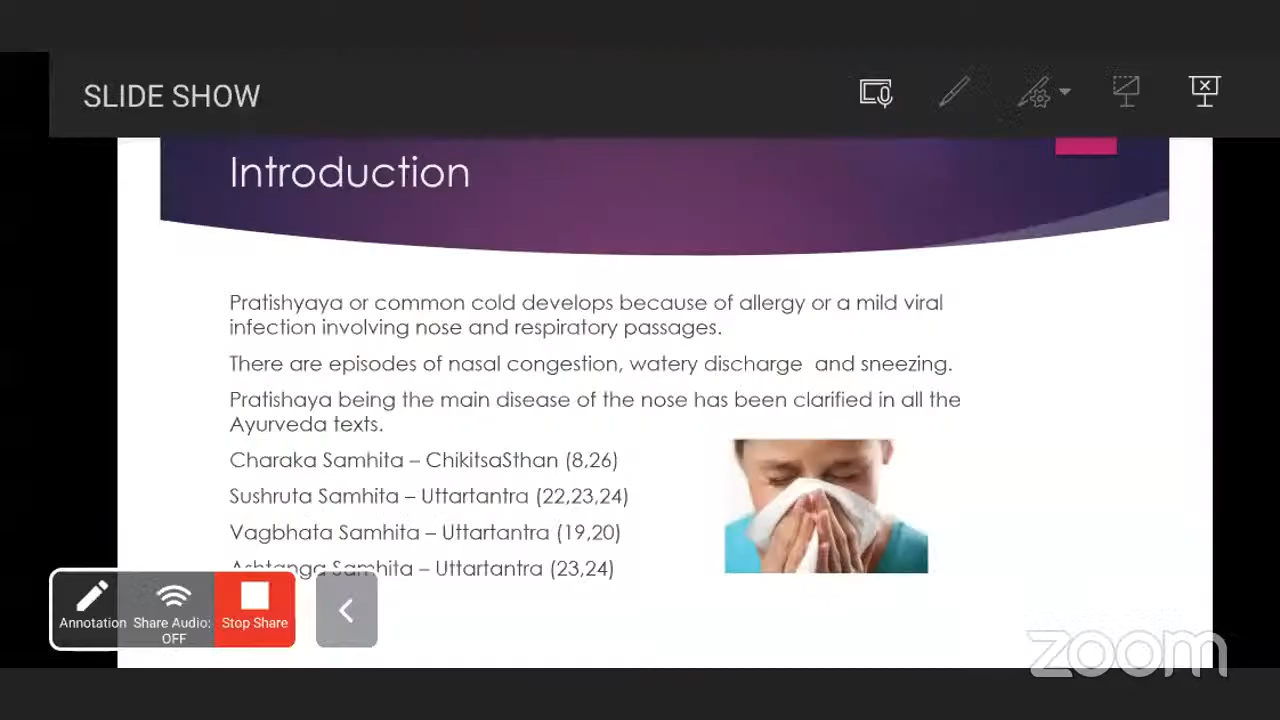 SLIDE SHOW
Introduction
Pratishyaya or common cold develops because of allergy or a mild viral
infection involving nose and respiratory passages.
There are episodes of nasal congestion, watery discharge and sneezing.
Pratishaya being the main disease of the nose has been clarified in all the
Ayurveda texts.
Charaka Samhita – ChikitsaSthan (8,26)
Sushruta Samhita – Uttartantra (22,23,24)
Vagbhata Samhita – Uttartantra (19,20)
Ashtanga Samhita – Uttartantra (23,24)
Annotation
Share Audio:
OFF
Stop Share
zoom